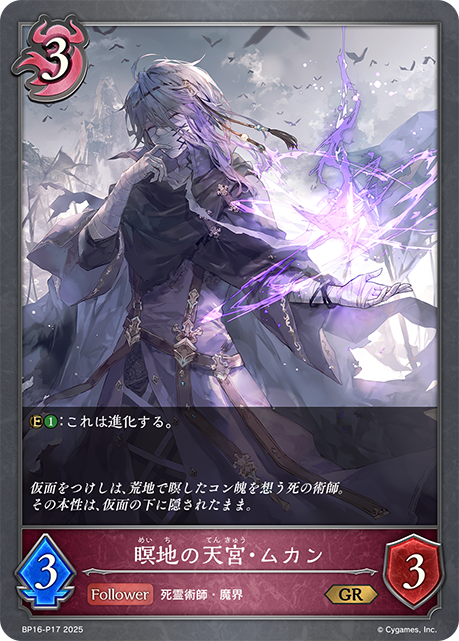 3
E 1：これは進化する。
仮面をつけしは、荒地で瞑したコン魄を想う死の術師。
その本性は、仮面の下に隠されたまま。
めいち てんきゅう
瞑地の天宮・ムカン
3
Follower 死霊術師・魔界 GR
3
BP16-P17 2025 © Cygames, Inc.